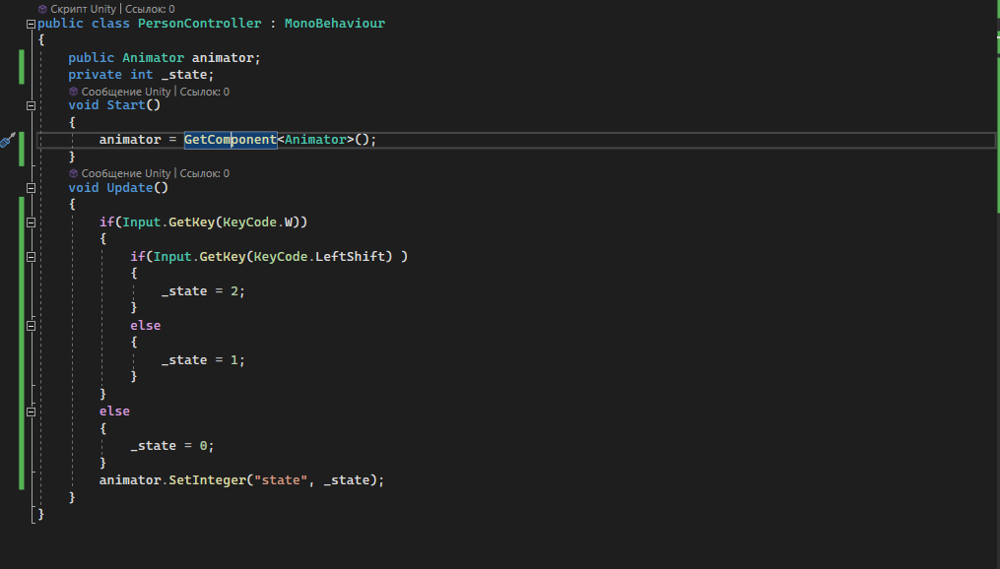 Скрипт Unity | Ссылок: 0
public class PersonController : MonoBehaviour
{
public Animator animator;
private int _state;
Сообщение Unity | Ссылок: 0
void Start()
{
animator = GetComponent<Animator>();
}
Сообщение Unity | Ссылок: 0
void Update()
{
if(Input.GetKey(KeyCode.W))
{
if(Input.GetKey(KeyCode.LeftShift) )
{
_state = 2;
}
else
{
_state = 1;
}
}
else
{
_state = 0;
}
animator.SetInteger("state", _state);
}
}